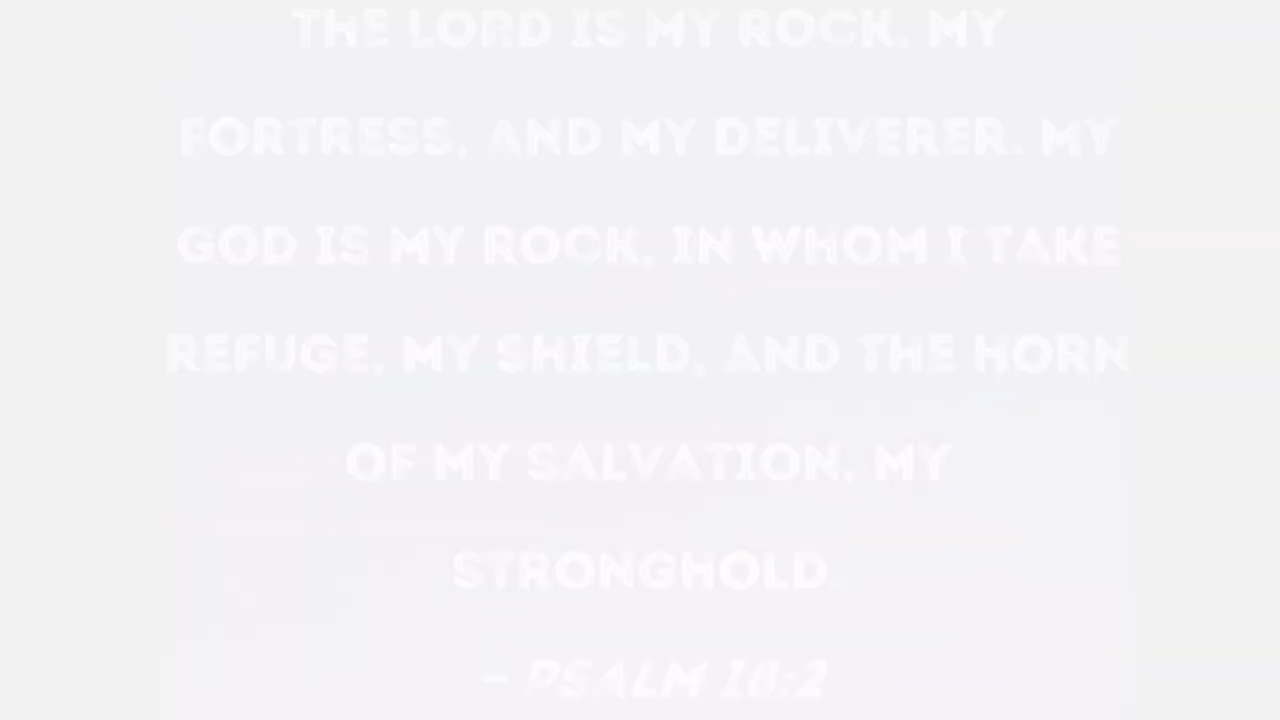 THE LORD IS MY ROCK, MY
FORTRESS, AND MY DELIVERER. MY
GOD IS MY ROCK, IN WHOM I TAKE
REFUGE, MY SHIELD, AND THE HORN
OF MY SALVATION, MY
STRONGHOLD.
– PSALM 18:2